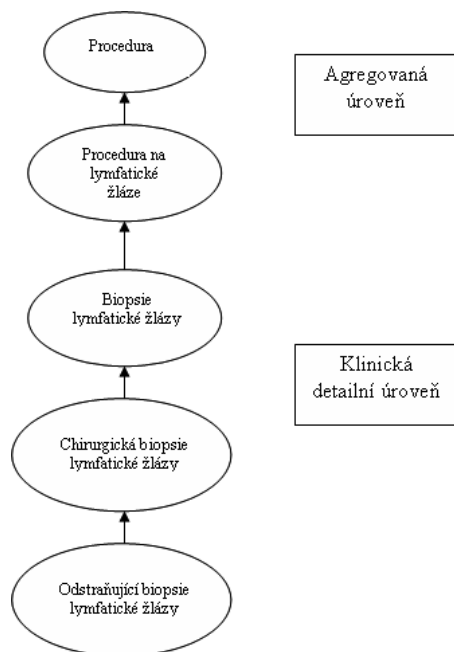 Procedura
Agregovaná
úroveň
Procedura na
lymfatické
žláze
Biopsie
lymfatické žlázy
Klinická
detailní úroveň
Chirurgická biopsie
lymfatické žlázy
Odstraňující biopsie
lymfatické žlázy